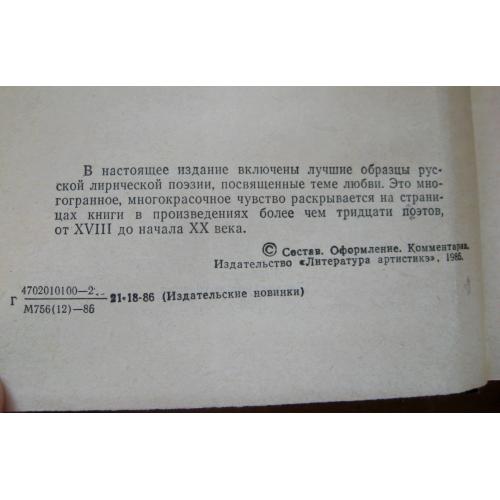 В настоящее издание включены лучшие образцы рус-
ской лирической поэзии, посвященные теме любви. Это мно-
гогранное, многокрасочное чувство раскрывается на страни-
цах книги в произведениях более чем тридцати поэтов,
от XVIII до начала XX века.
© Состав. Оформление. Комментарии.
Издательство «Литература артистикэ», 1986.
Г 4702010100—2
21-18-86 (Издательские новинки)
М756(12)—86